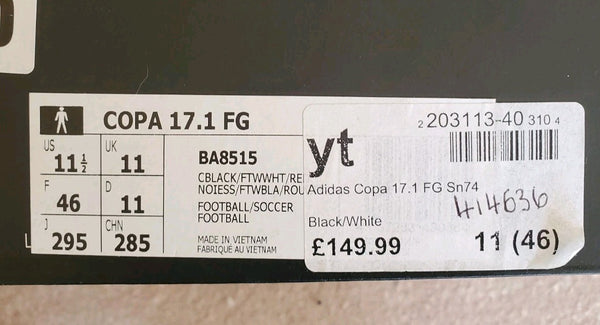 COPA 17.1 FG
US
11 1/2
UK
11
F
46
D
11
J
295
CHN
285
BA8515
CBLACK/FTWWHT/RE
NOIESS/FTWBLA/ROU
FOOTBALL/SOCCER
FOOTBALL
MADE IN VIETNAM
FABRIQUÉ AU VIETNAM
2 203113-40 310 4
yt
Adidas Copa 17.1 FG Sn74
414636
Black/White
£149.99
11 (46)